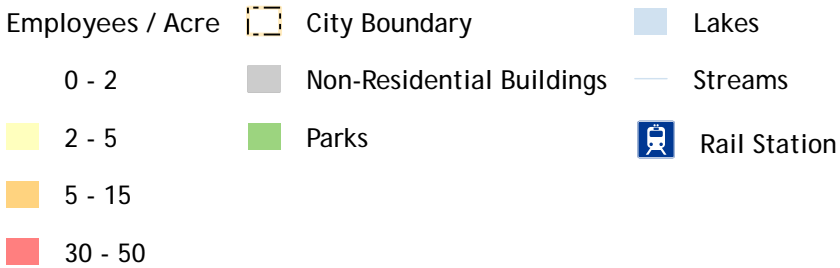 Employees / Acre
0 - 2
2 - 5
5 - 15
30 - 50
City Boundary
Non-Residential Buildings
Parks
Lakes
Streams
Rail Station